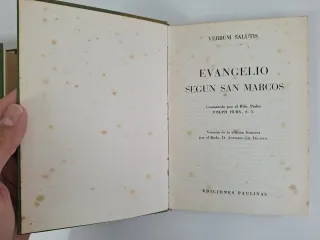 VERBUM SALUTIS
EVANGELIO
SEGUN SAN MARCOS
Comentado por el Rdo. Padre
JOSEPH HUBY, S. J.
Versión de la edición francesa
por el Rvdo. D.
EDICIONES PAULINAS